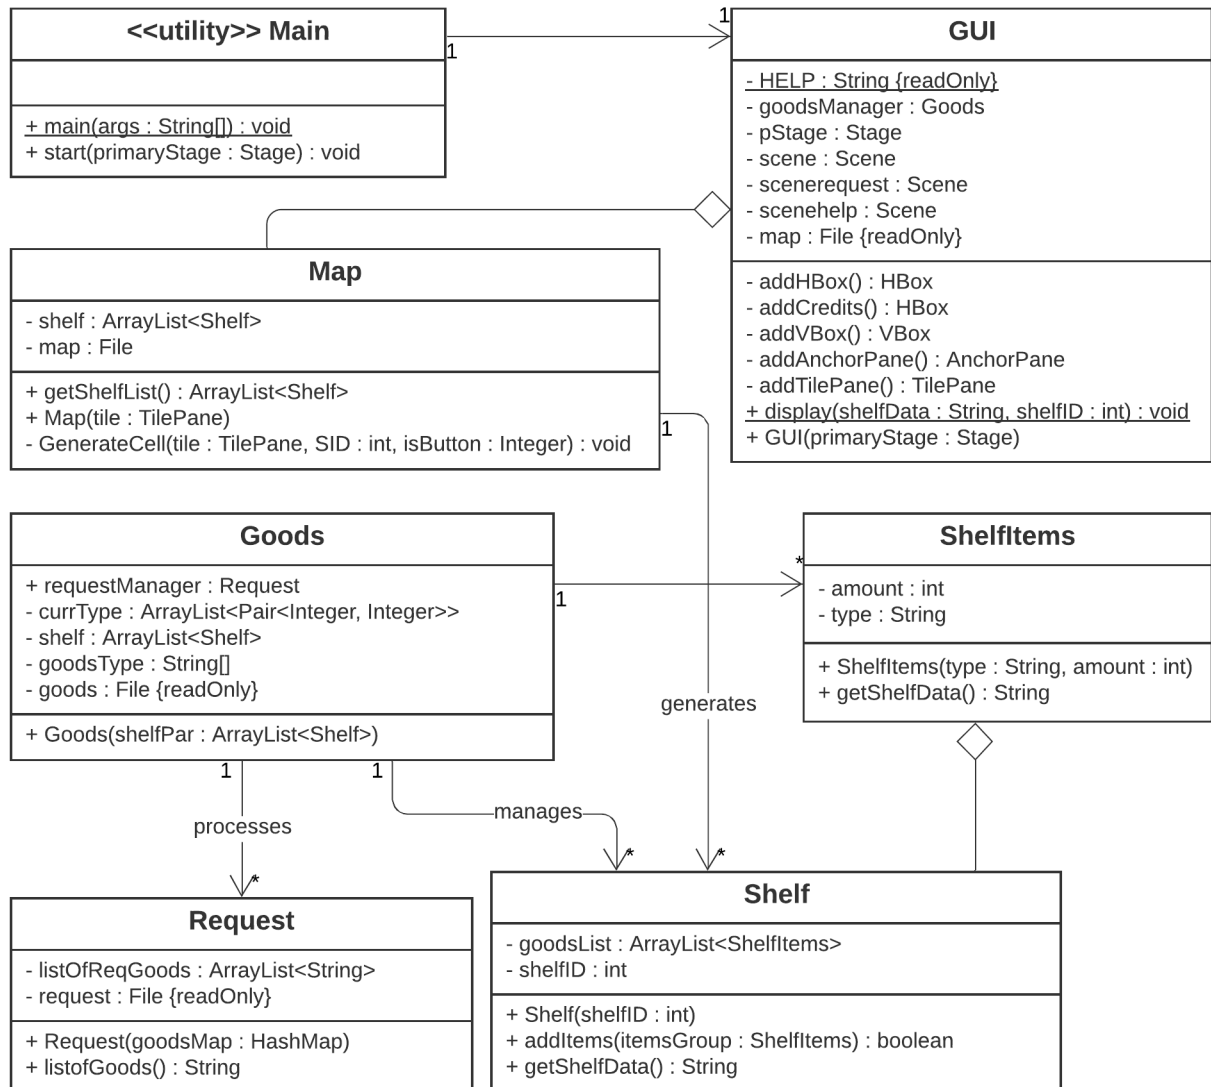 <<utility>> Main
+ main(args : String[]) : void
+ start(primaryStage : Stage) : void
1
1
GUI
- HELP : String {readOnly}
- goodsManager : Goods
- pStage : Stage
- scene : Scene
- scenerequest : Scene
- scenehelp : Scene
- map : File {readOnly}
- addHBox() : HBox
- addCredits() : HBox
- addVBox() : VBox
- addAnchorPane() : AnchorPane
- addTilePane() : TilePane
+ display(shelfData : String, shelfID : int) : void
+ GUI(primaryStage : Stage)
Map
- shelf : ArrayList<Shelf>
- map : File
+ getShelfList() : ArrayList<Shelf>
+ Map(tile : TilePane)
- GenerateCell(tile : TilePane, SID : int, isButton : Integer) : void
1
generates
*
Goods
+ requestManager : Request
- currType : ArrayList<Pair<Integer, Integer>>
- shelf : ArrayList<Shelf>
- goodsType : String[]
- goods : File {readOnly}
+ Goods(shelfPar : ArrayList<Shelf>)
1
*
ShelfItems
- amount : int
- type : String
+ ShelfItems(type : String, amount : int)
+ getShelfData() : String
1
processes
*
1
manages
*
Request
- listOfReqGoods : ArrayList<String>
- request : File {readOnly}
+ Request(goodsMap : HashMap)
+ listofGoods() : String
Shelf
- goodsList : ArrayList<ShelfItems>
- shelfID : int
+ Shelf(shelfID : int)
+ addItems(itemsGroup : ShelfItems) : boolean
+ getShelfData() : String